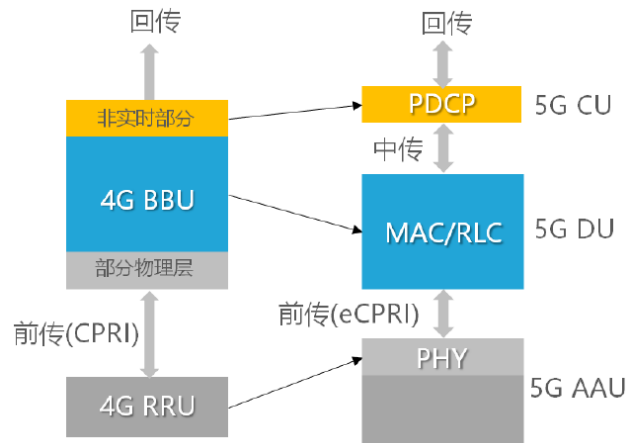 回传
回传
非实时部分
PDCP
5G CU
中传
4G BBU
MAC/RLC
5G DU
部分物理层
前传(CPRI)
前传(eCPRI)
PHY
4G RRU
5G AAU